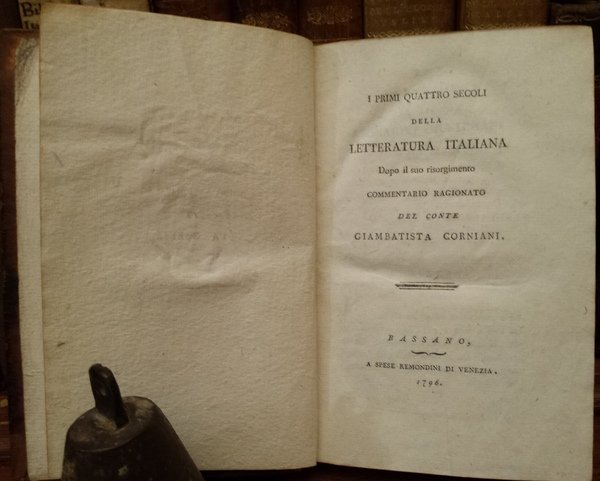 I PRIMI QUATTRO SECOLI
DELLA
LETTERATURA ITALIANA
Dopo il suo risorgimento
COMMENTARIO RAGIONATO
DEL CONTE
GIAMBATISTA CORNIANI.
BASSANO,
A SPESE REMONDINI DI VENEZIA.
1796.